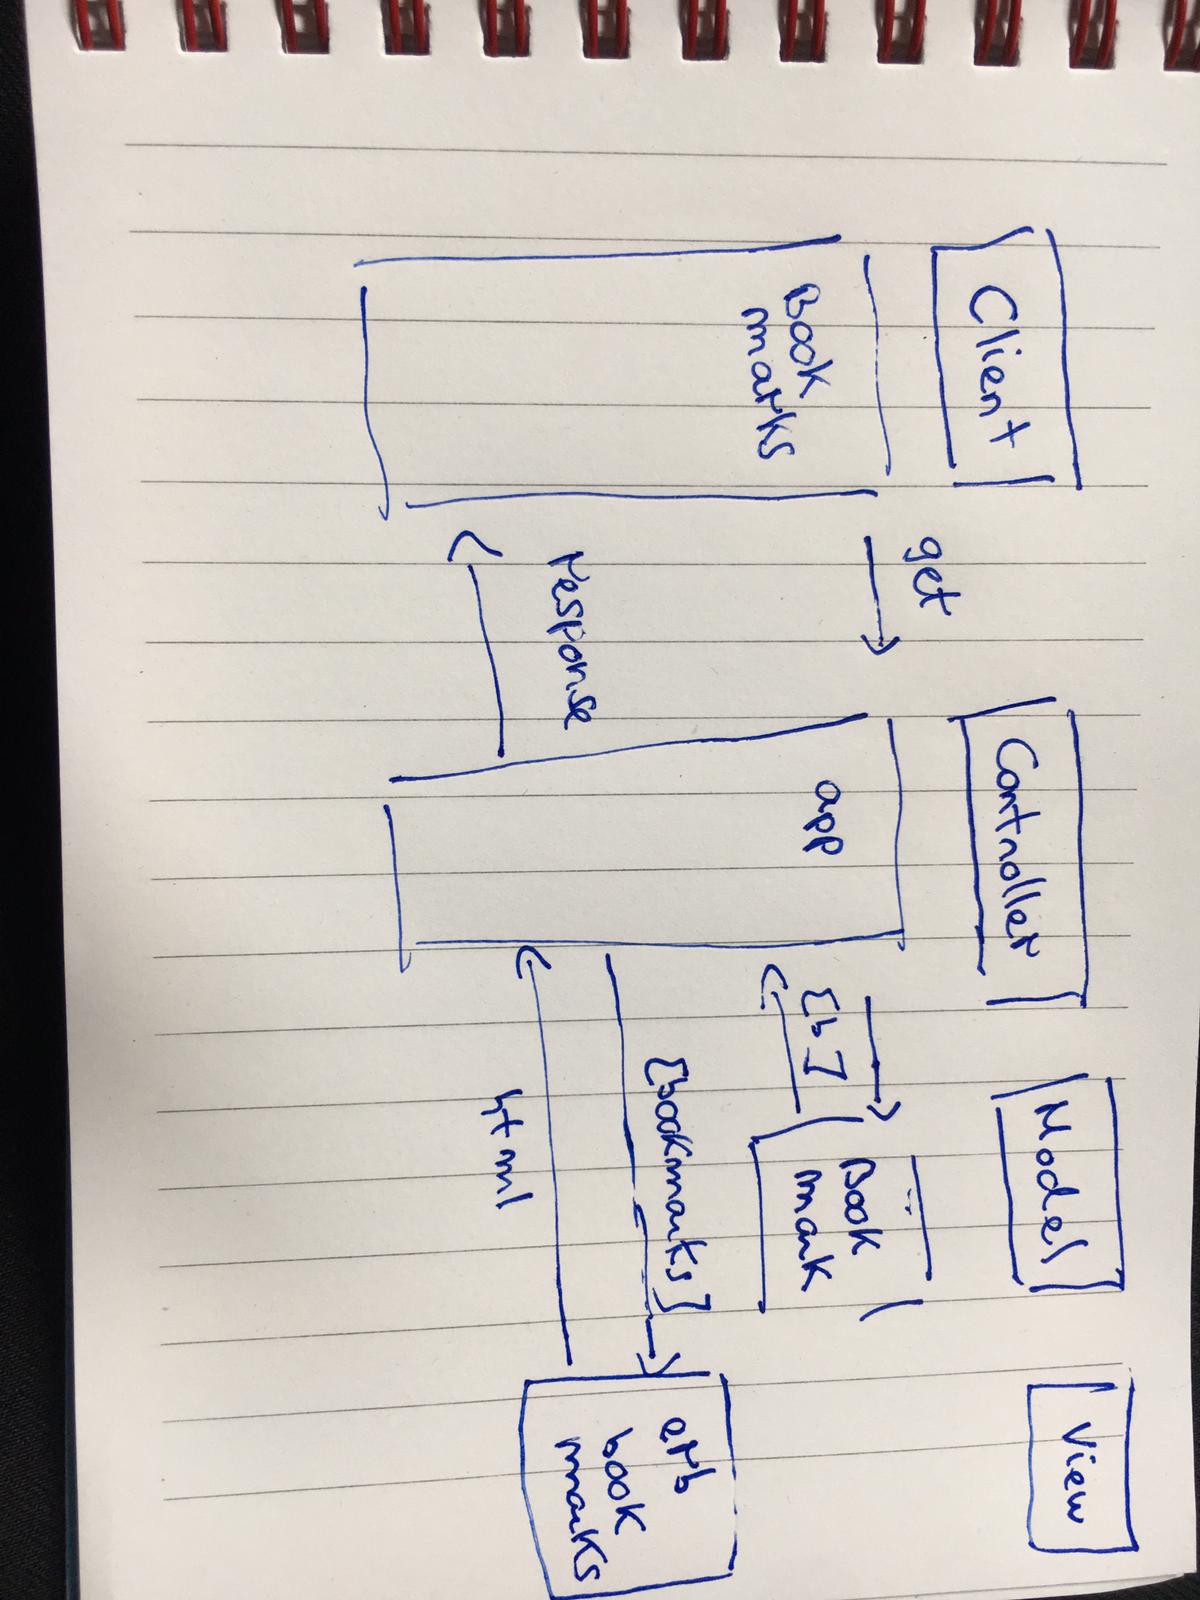 Client
Controller
Model
View
get
Book
marks
app
[b]
Book
mark
response
[bookmarks]
html
erb
book
marks